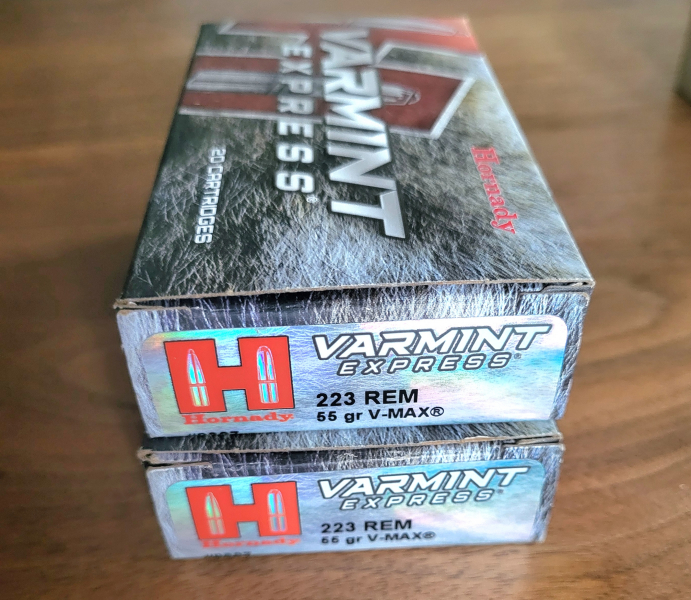 VARMINT
EXPRESS®
20 CARTRIDGES
Hornady
H
Hornady
VARMINT
EXPRESS®
223 REM
55 gr V-MAX®
H
Hornady
VARMINT
EXPRESS®
223 REM
55 gr V-MAX®